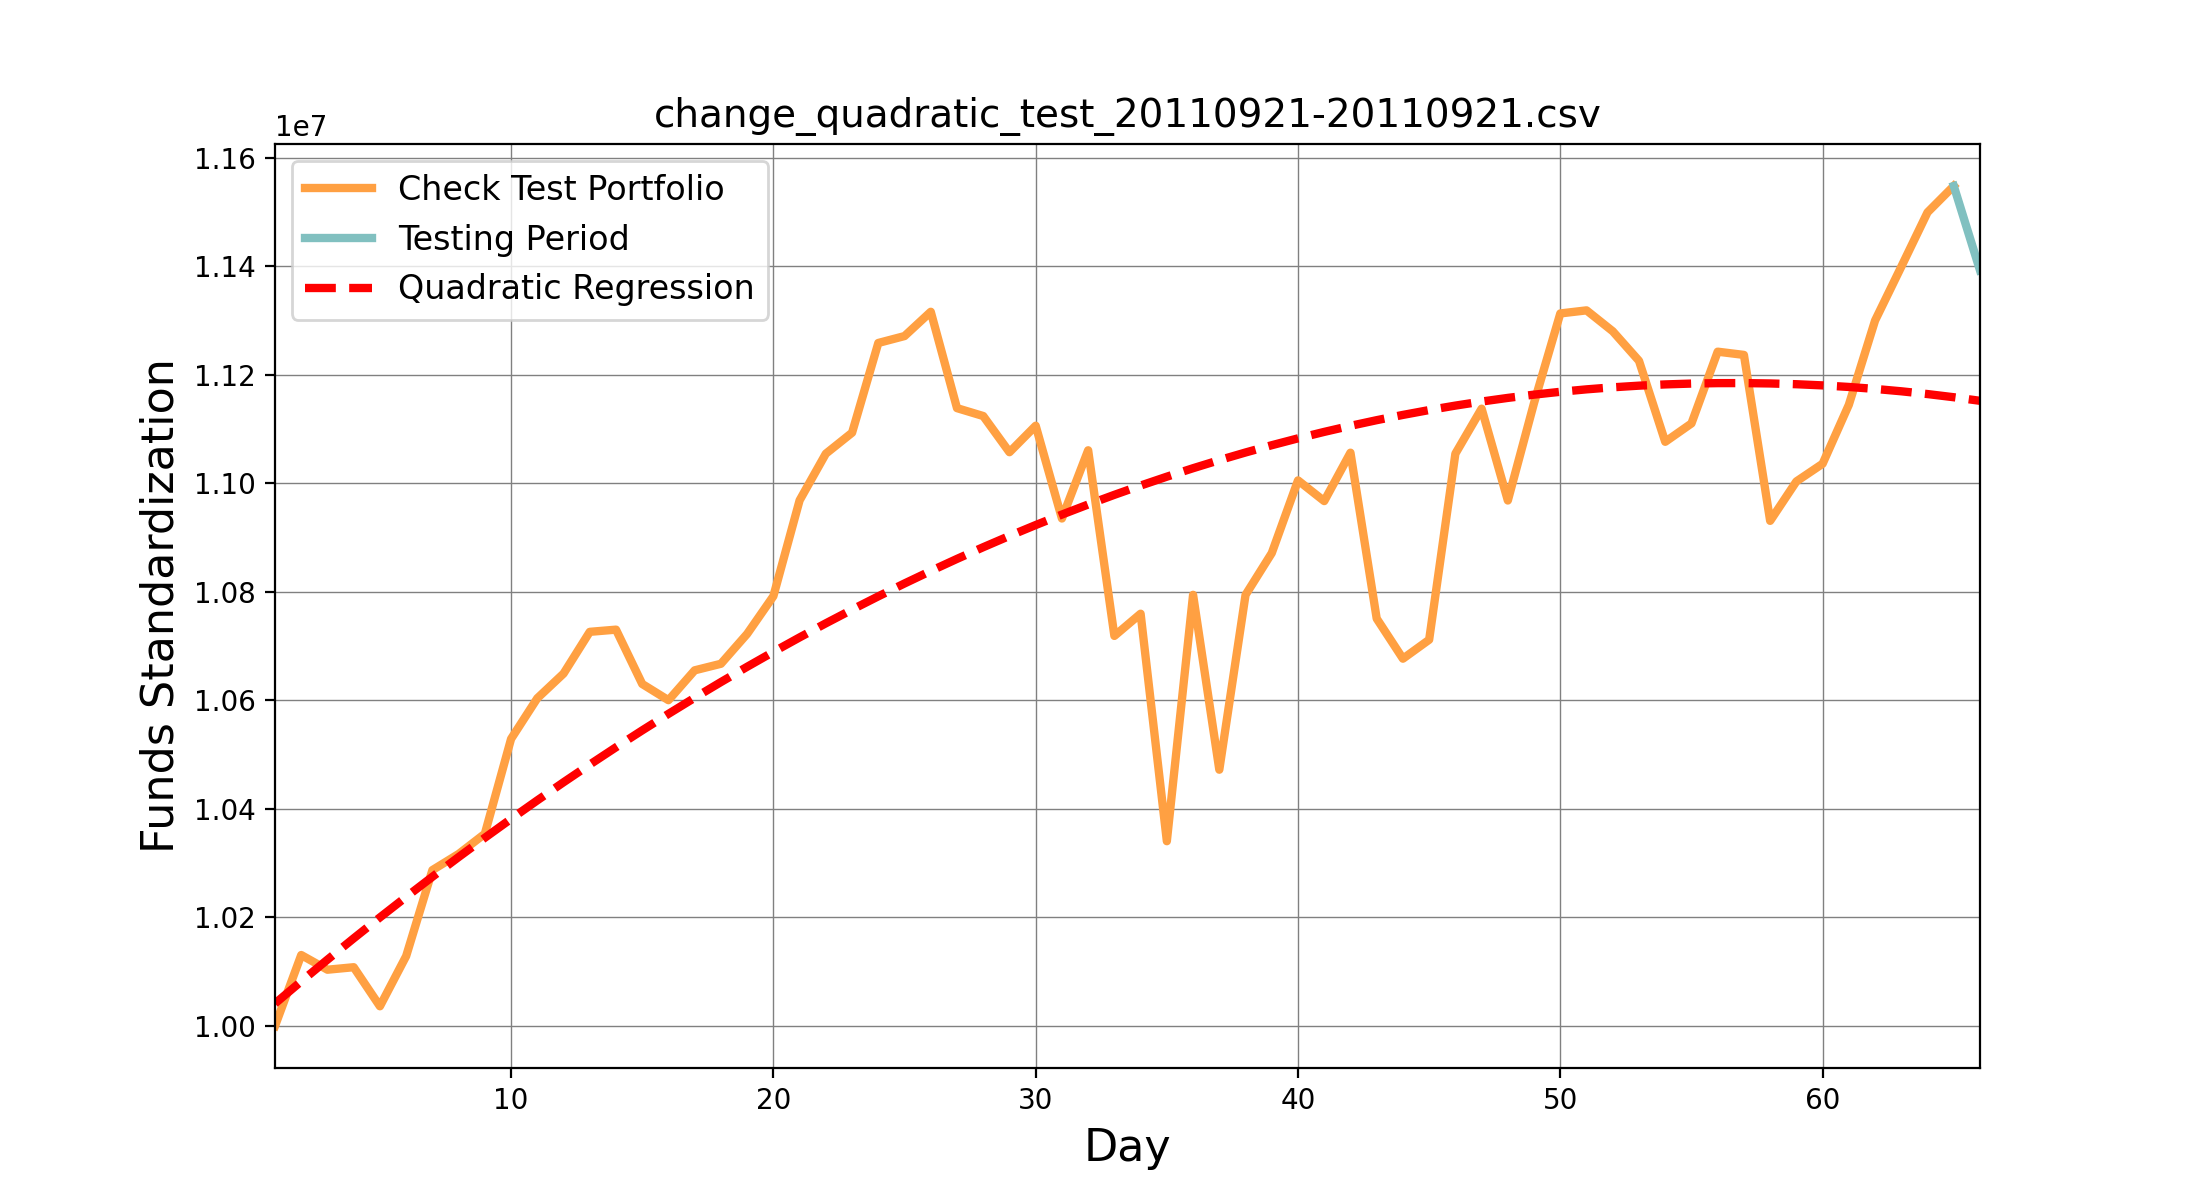 change_quadratic_test_20110921-20110921.csv
1e7
1.16
1.14
1.12
1.10
1.08
1.06
1.04
1.02
1.00
Check Test Portfolio
Testing Period
Quadratic Regression
Funds Standardization
10 20 30 40 50 60
Day